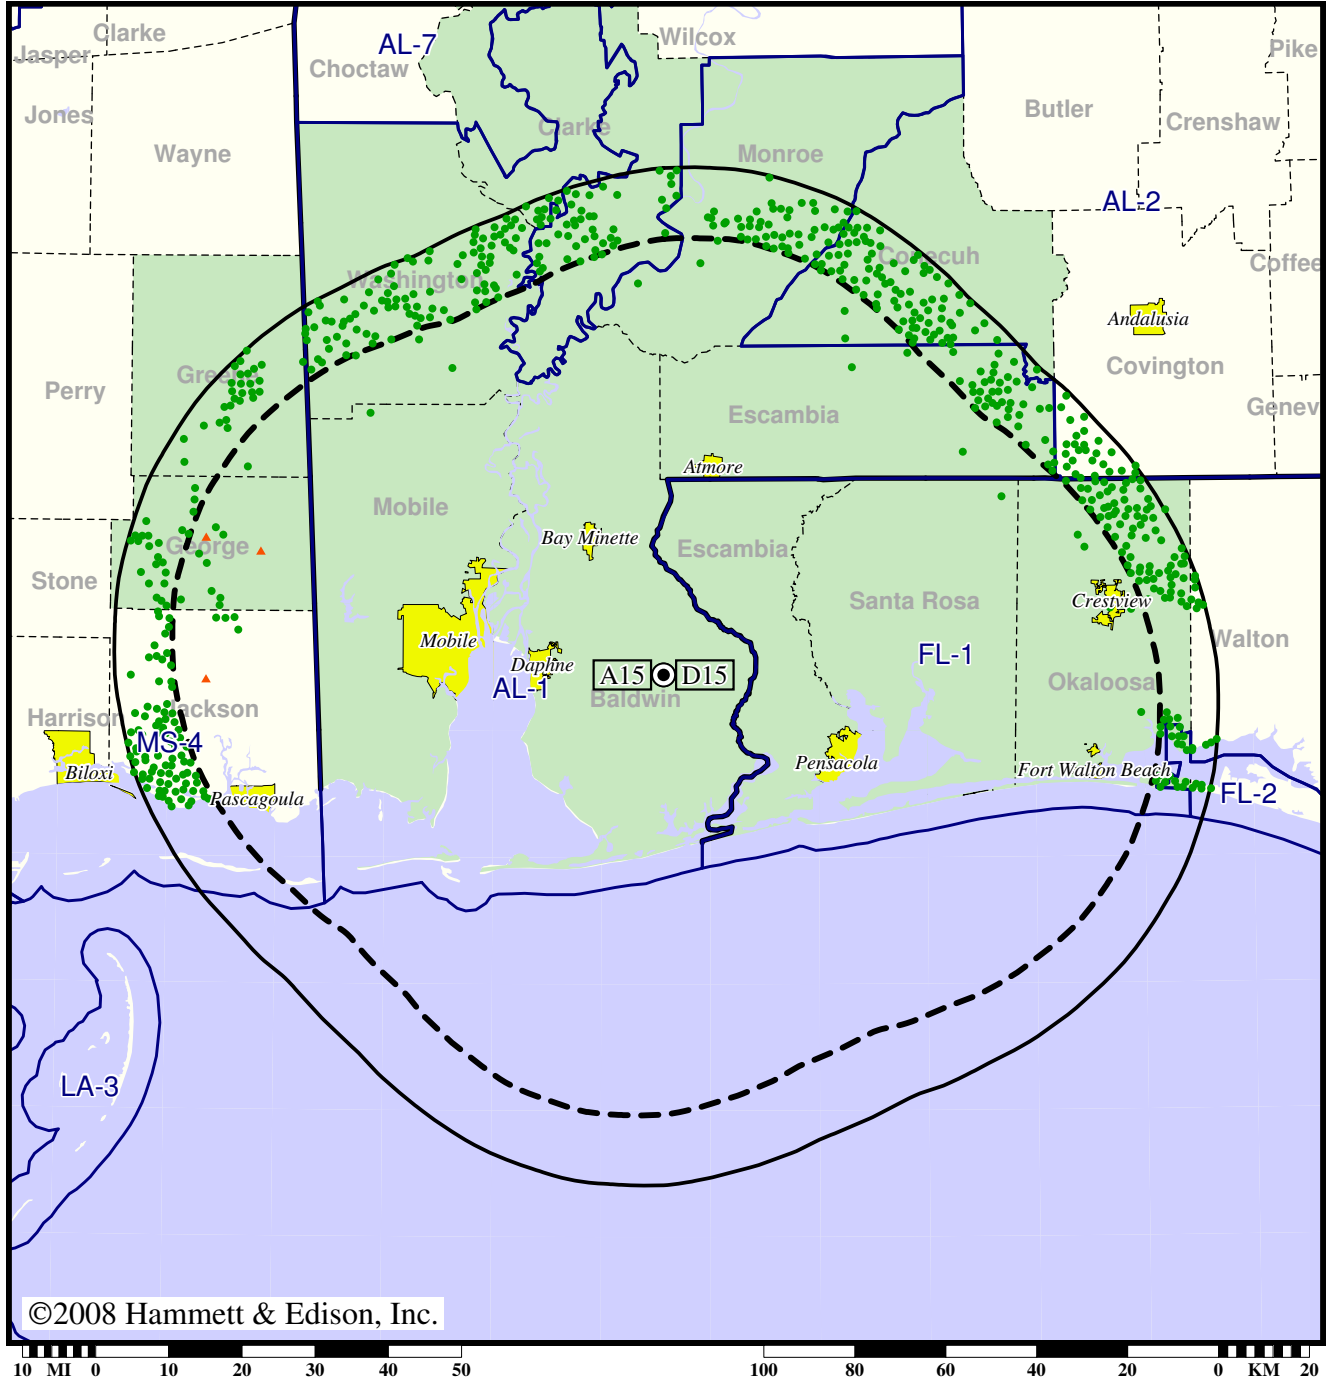 Clarke
AL-7
Wilcox
Jasper
Pike
Choctaw
Jones
Butler
Crenshaw
Clarke
Wayne
Monroe
AL-2
Conecuh
Coffee
Washington
Andalusia
Greene
Covington
Perry
Genev
Escambia
Atmore
Mobile
Bay Minette
George
Escambia
Stone
Crestview
Santa Rosa
Mobile
Walton
Daphne
FL-1
A15
D15
AL-1
Okaloosa
Baldwin
Harrison
Jackson
MS-4
Pensacola
Biloxi
Fort Walton Beach
Pascagoula
FL-2
LA-3
©2008 Hammett & Edison, Inc.
10 MI 0 10 20 30 40 50 100 80 60 40 20 0 KM 20